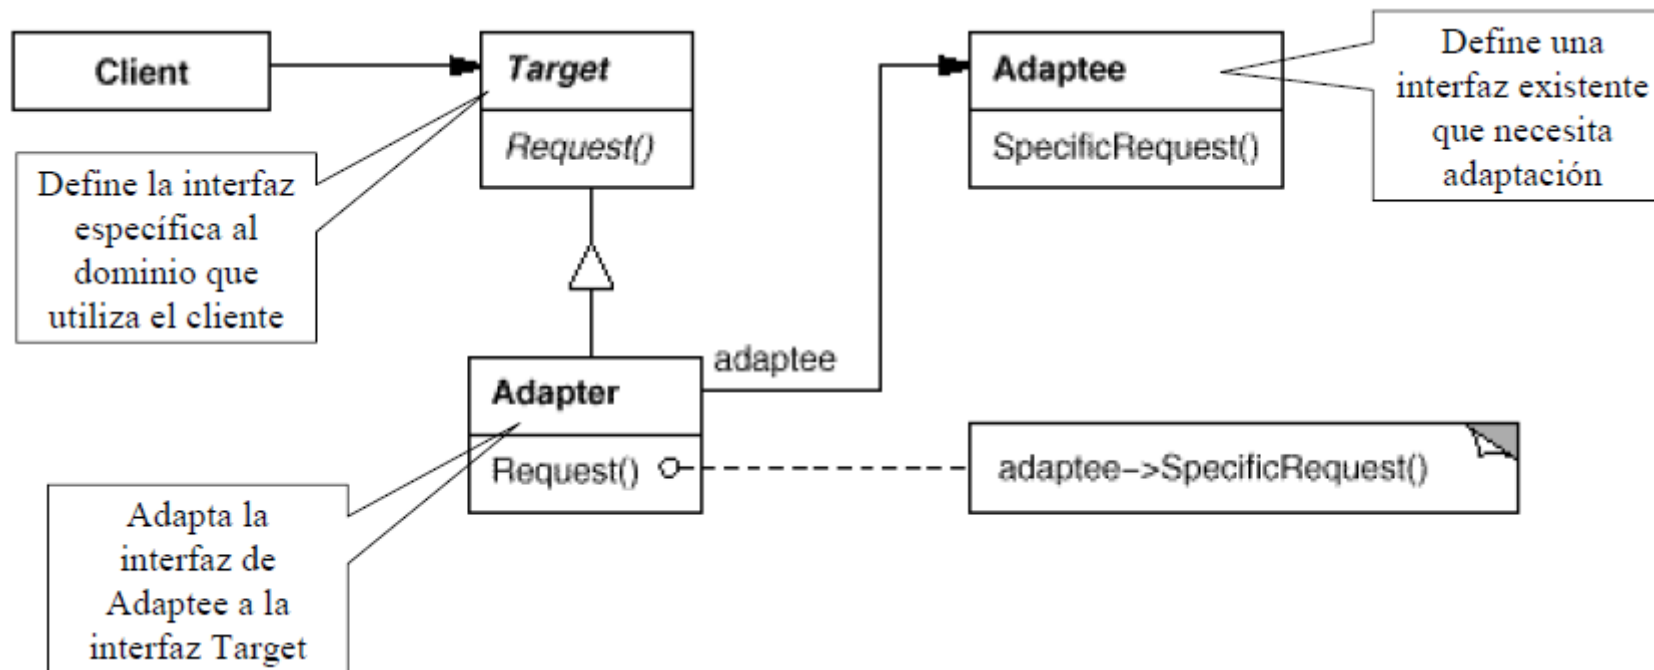 Client
Target
Request()
Adaptee
SpecificRequest()
Define una
interfaz existente
que necesita
adaptación
Define la interfaz
específica al
dominio que
utiliza el cliente
adaptee
Adapter
Request()
adaptee->SpecificRequest()
Adapta la
interfaz de
Adaptee a la
interfaz Target